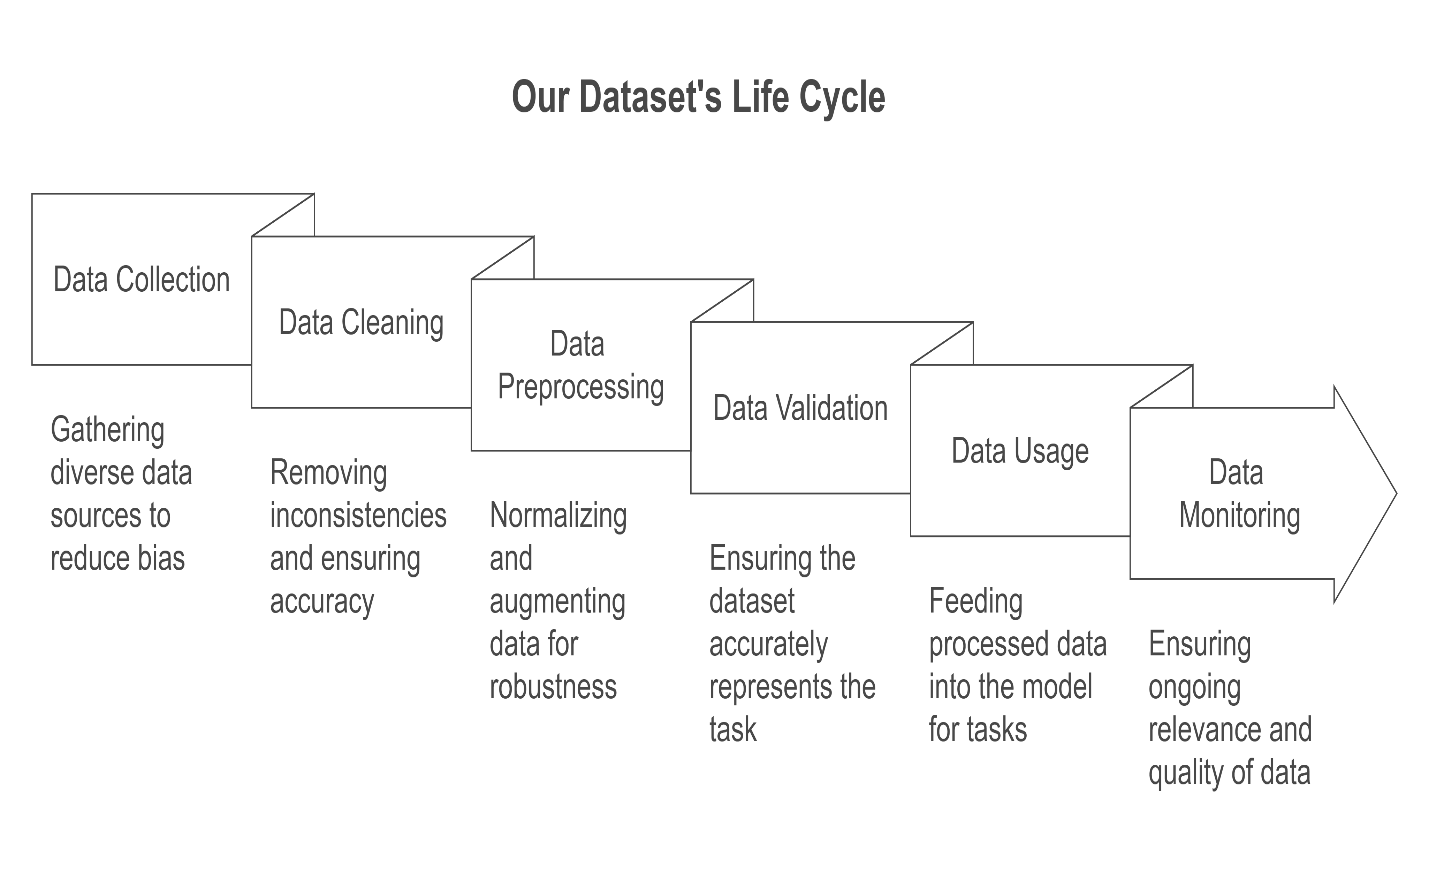 Our Dataset's Life Cycle
Data Collection
Gathering
diverse data
sources to
reduce bias
Data Cleaning
Removing
inconsistencies
and ensuring
accuracy
Data
Preprocessing
Normalizing
and
augmenting
data for
robustness
Data Validation
Ensuring the
dataset
accurately
represents the
task
Data Usage
Feeding
processed data
into the model
for tasks
Data
Monitoring
Ensuring
ongoing
relevance and
quality of data